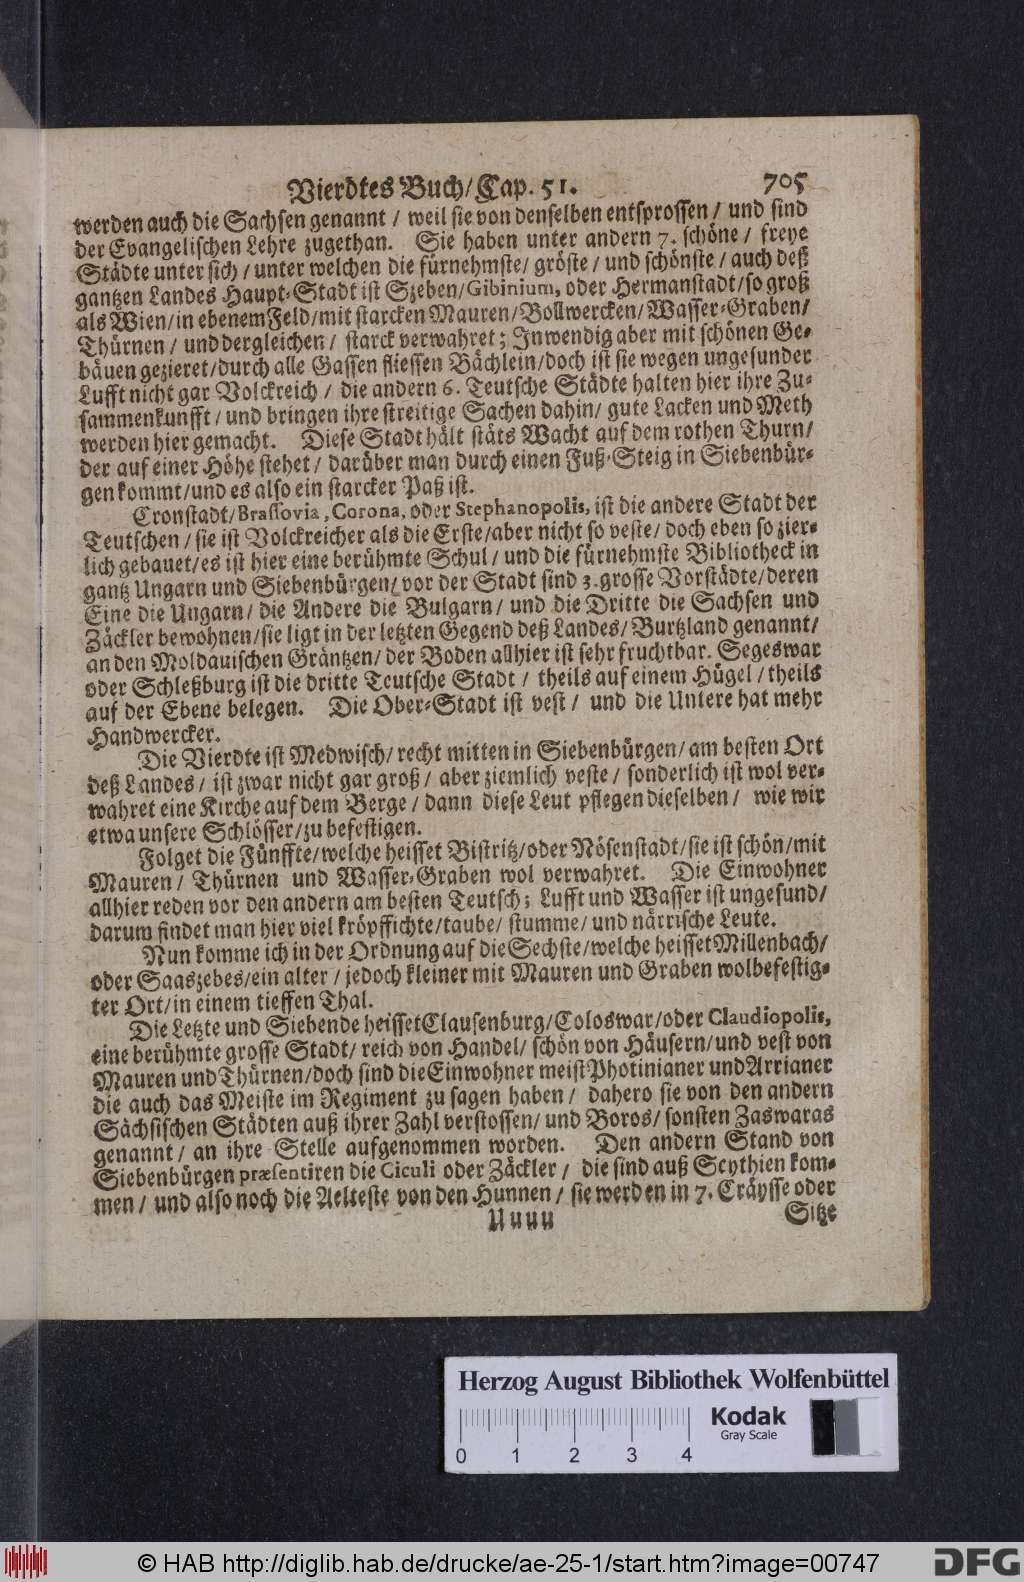 Vierdtes Buch/ Cap. 51. 705
werden auch die Sachsen genannt / weil sie von denselben entsprossen / und sind
der Evangelischen Lehre zugethan. Sie haben unter andern 7. schöne / freye
Städte unter sich / unter welchen die fürnehmste/ gröste / und schönste / auch deß
gantzen Landes Haupt-Stadt ist Szeben/ Gibinium, oder Hermanstadt/ so groß
als Wien/ in ebenem Feld/ mit starcken Mauren/ Bollwercken/ Wasser-Graben/
Thürnen / und dergleichen / starck verwahret; Inwendig aber mit schönen Ge-
bäuen gezieret/ durch alle Gassen fliessen Bächlein/ doch ist sie wegen ungesunder
Lufft nicht gar Volckreich / die andern 6. Teutsche Städte halten hier ihre Zu-
sammenkunfft/ und bringen ihre streitige Sachen dahin/ gute Lacken und Meth
werden hier gemacht. Diese Stadt hält stäts Wacht auf dem rothen Thurn/
der auf einer Höhe stehet / darüber man durch einen Fuß-Steig in Siebenbür-
gen kommt/ und es also ein starcker Paß ist.
Cronstadt/ Brassovia, Corona, oder Stephanopolis, ist die andere Stadt der
Teutschen / sie ist Volckreicher als die Erste/ aber nicht so veste/ doch eben so zier-
lich gebauet/ es ist hier eine berühmte Schul / und die fürnehmste Bibliotheck in
gantz Ungarn und Siebenbürgen/ vor der Stadt sind 3. grosse Vorstädte/ deren
Eine die Ungarn/ die Andere die Bulgarn/ und die Dritte die Sachsen und
Zäckler bewohnen/ sie ligt in der letzten Gegend deß Landes/ Burtzland genannt/
an den Moldauischen Gräntzen/ der Boden allhier ist sehr fruchtbar. Segeswar
oder Schleßburg ist die dritte Teutsche Stadt / theils auf einem Hügel / theils
auf der Ebene belegen. Die Ober-Stadt ist vest / und die Untere hat mehr
Handwercker.
Die Vierdte ist Medwisch/ recht mitten in Siebenbürgen/ am besten Ort
deß Landes / ist zwar nicht gar groß / aber ziemlich veste / sonderlich ist wol ver-
wahret eine Kirche auf dem Berge / dann diese Leut pflegen dieselben / wie wir
etwa unsere Schlösser/ zu befestigen.
Folget die Fünffte/ welche heisset Bistritz/ oder Nösenstadt/ sie ist schön/ mit
Mauren / Thürnen und Wasser-Graben wol verwahret. Die Einwohner
allhier reden vor den andern am besten Teutsch; Lufft und Wasser ist ungesund/
darum findet man hier viel kröpffichte/ taube/ stumme/ und närrische Leute.
Nun komme ich in der Ordnung auf die Sechste/ welche heisset Millenbach/
oder Saaszebes/ ein alter / jedoch kleiner mit Mauren und Graben wolbefestig-
ter Ort/ in einem tieffen Thal.
Die Letzte und Siebende heisset Clausenburg/ Coloswar/ oder Claudiopolis,
eine berühmte grosse Stadt/ reich von Handel/ schön von Häusern/ und vest von
Mauren und Thürnen/ doch sind die Einwohner meist Photinianer und Arrianer
die auch das Meiste im Regiment zu sagen haben/ dahero sie von den andern
Sächsischen Städten auß ihrer Zahl verstossen/ und Boros/ sonsten Zaswaras
genannt/ an ihre Stelle aufgenommen worden. Den andern Stand von
Siebenbürgen præsentiren die Ciculi oder Zäckler / die sind auß Scythien kom-
men / und also noch die Aelteste von den Hunnen / sie werden in 7. Cräysse oder
Uuuu Sitze
Herzog August Bibliothek Wolfenbüttel
0 1 2 3 4
Kodak
Gray Scale
© HAB http://diglib.hab.de/drucke/ae-25-1/start.htm?image=00747
DFG